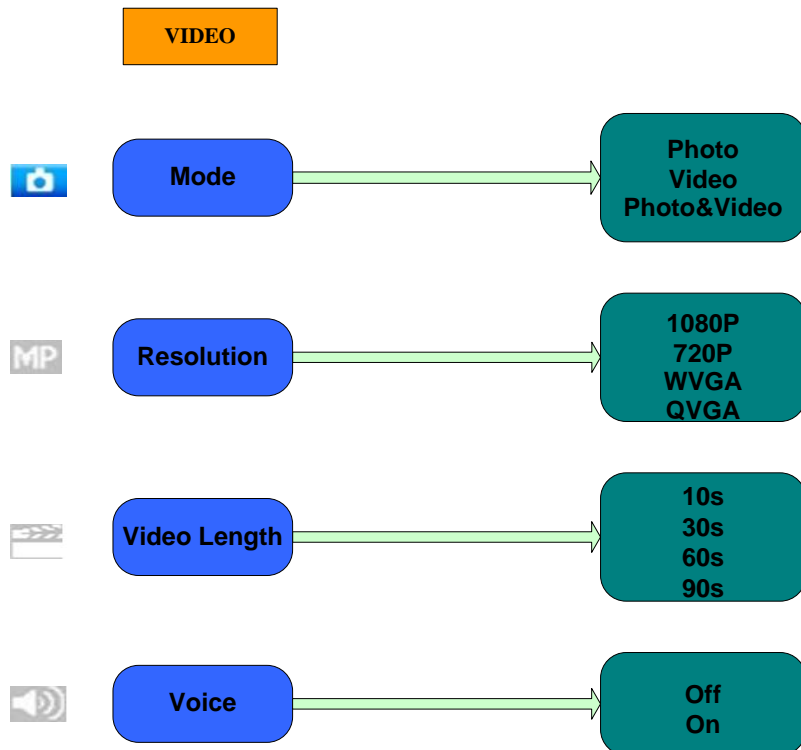 VIDEO
Mode
Photo
Video
Photo&Video
MP
Resolution
1080P
720P
WVGA
QVGA
Video Length
10s
30s
60s
90s
Voice
Off
On